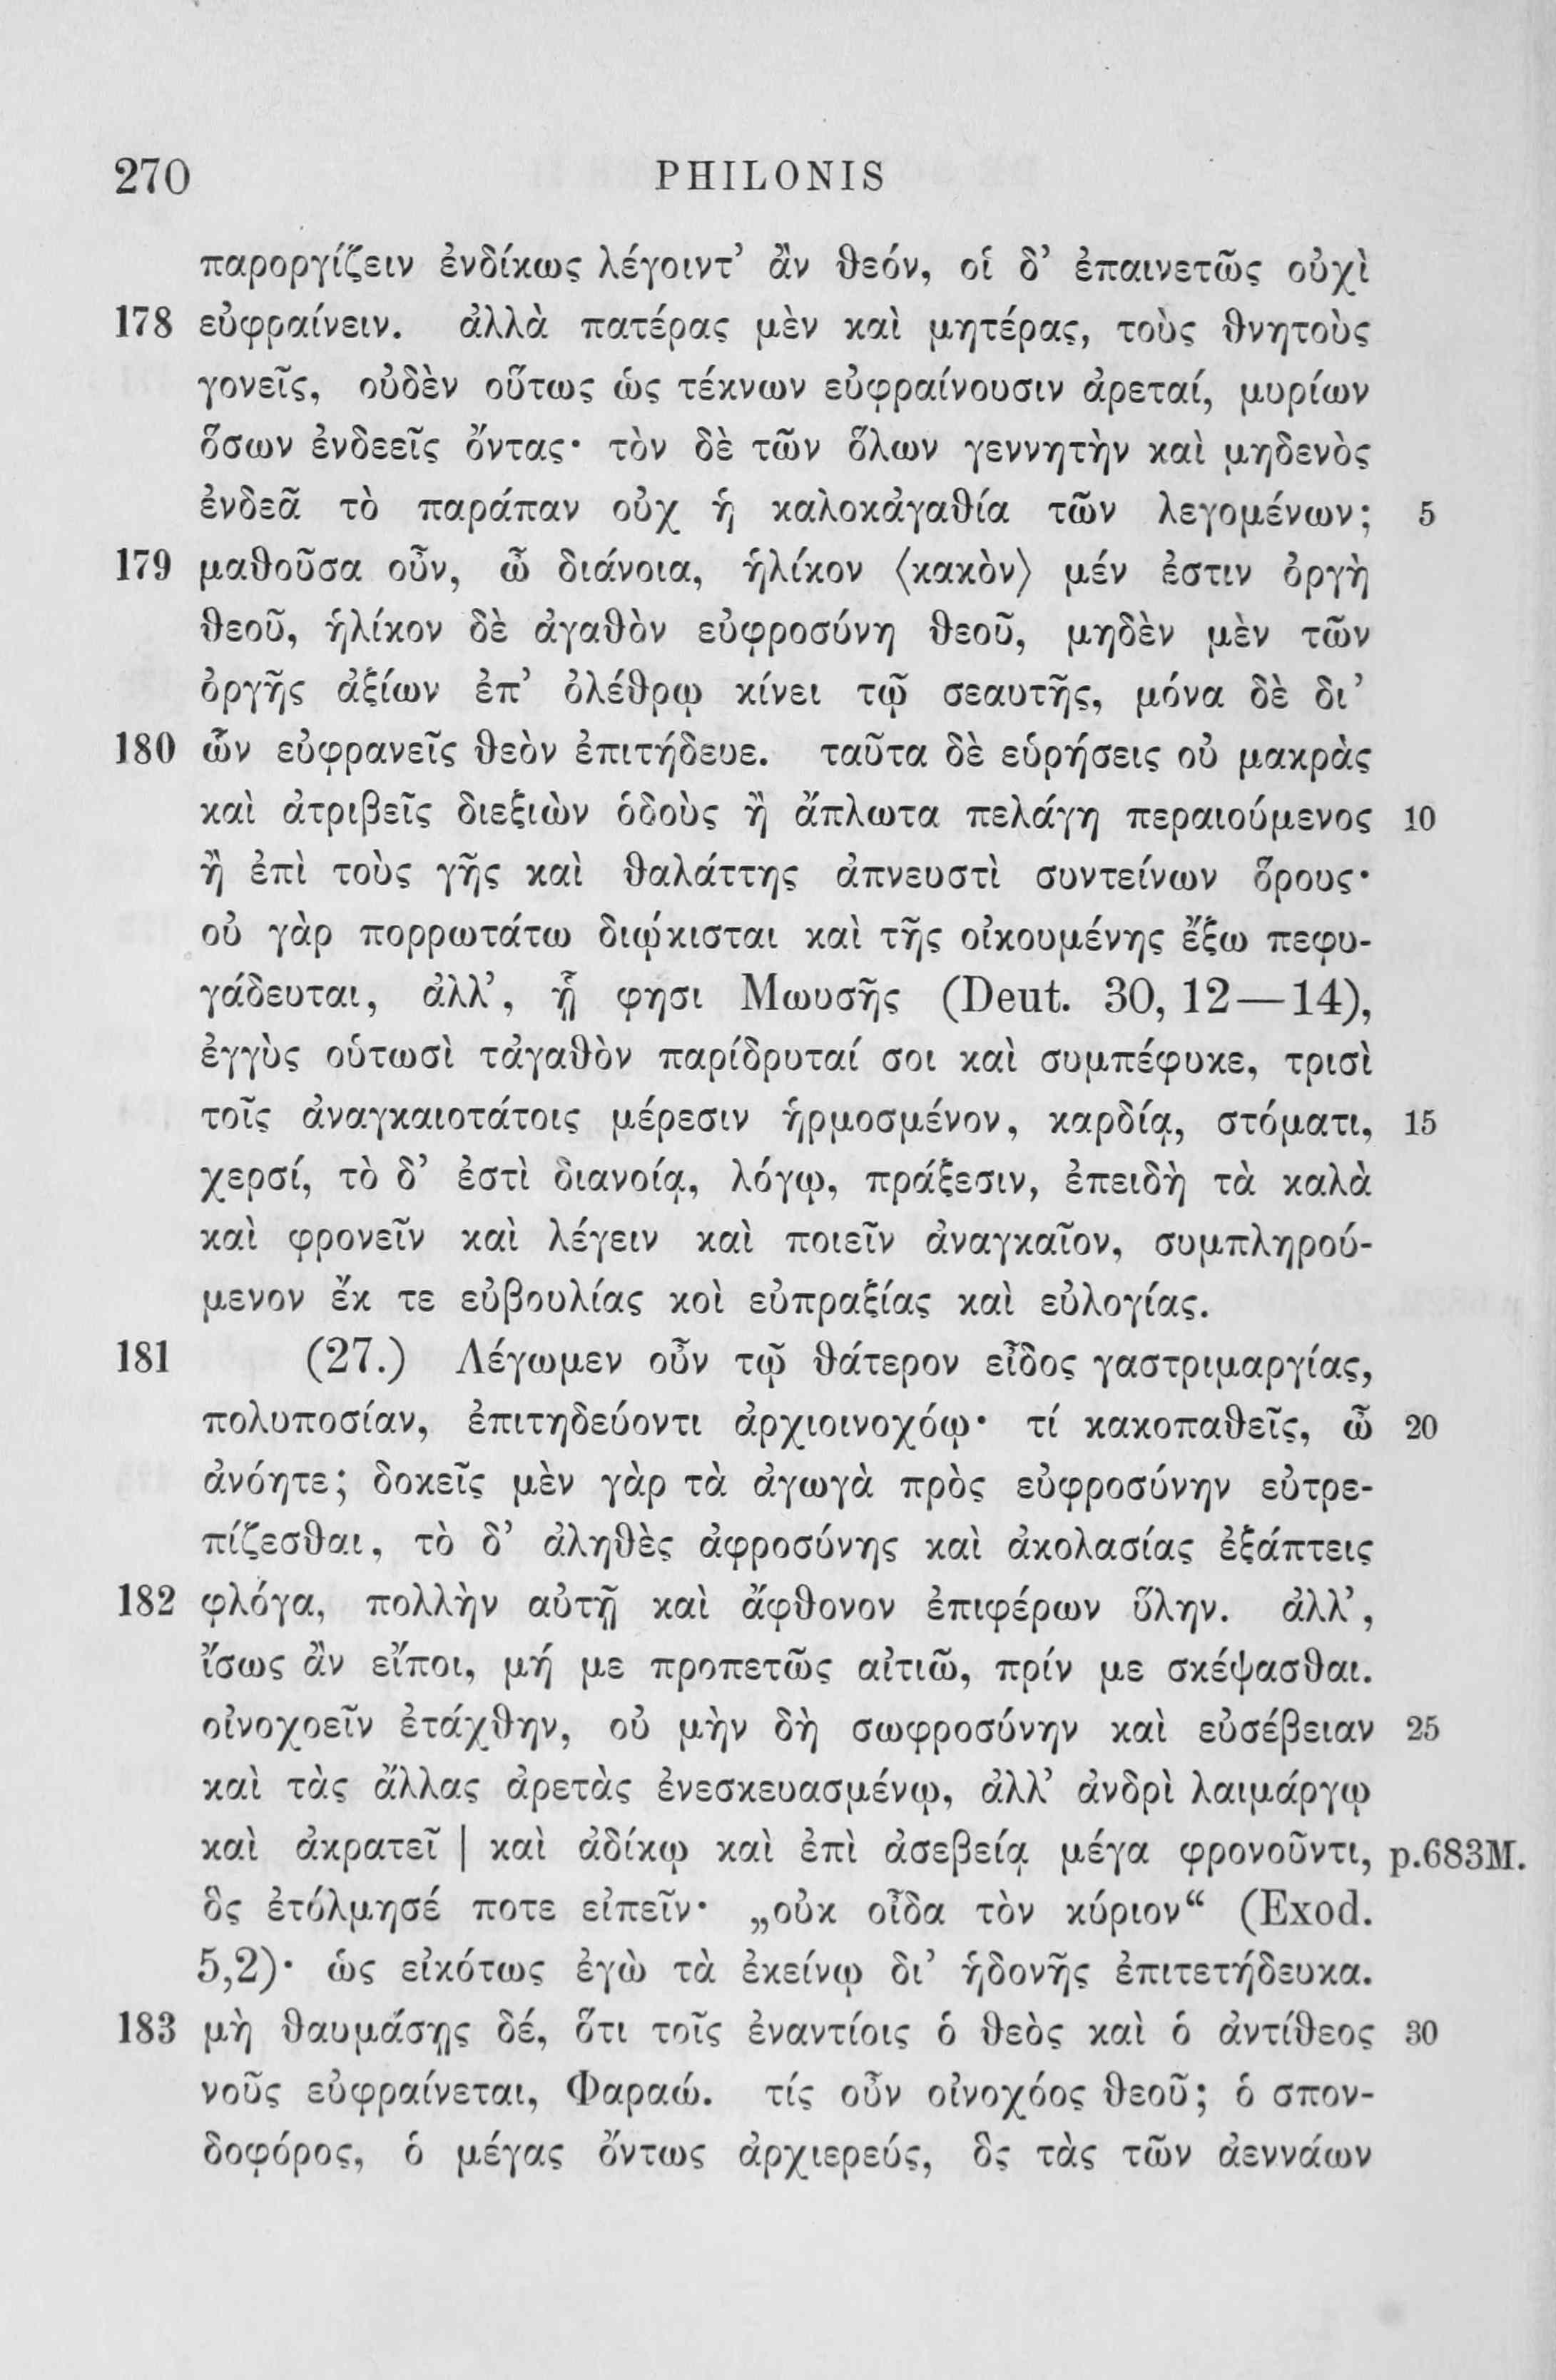 270 PHILONIS
παροργίζειν ἐνδίκως λέγοιντ’ ἂν θεόν, οἱ δ’ ἐπαινετῶς οὐχὶ
178 εὐφραίνειν. ἀλλὰ πατέρας μὲν καὶ μητέρας, τοὺς θνητοὺς
γονεῖς, οὐδὲν οὕτως ὡς τέκνων εὐφραίνουσιν ἀρεταί, μυρίων
ὅσων ἐνδεεῖς ὄντας· τὸν δὲ τῶν ὅλων γεννητὴν καὶ μηδενὸς
ἐνδεᾶ τὸ παράπαν οὐχ ἡ καλοκἀγαθία τῶν λεγομένων; 5
179 μαθοῦσα οὖν, ὦ διάνοια, ἡλίκον ⟨κακὸν⟩ μέν ἐστιν ὀργὴ
θεοῦ, ἡλίκον δὲ ἀγαθὸν εὐφροσύνη θεοῦ, μηδὲν μὲν τῶν
ὀργῆς ἀξίων ἐπ’ ὀλέθρῳ κίνει τῷ σεαυτῆς, μόνα δὲ δι’
180 ὧν εὐφρανεῖς θεὸν ἐπιτήδευε. ταῦτα δὲ εὑρήσεις οὐ μακρὰς
καὶ ἀτριβεῖς διεξιὼν ὁδοὺς ἢ ἄπλωτα πελάγη περαιούμενος 10
ἢ ἐπὶ τοὺς γῆς καὶ θαλάττης ἀπνευστὶ συντείνων ὅρους·
οὐ γὰρ πορρωτάτω διῴκισται καὶ τῆς οἰκουμένης ἔξω πεφυ-
γάδευται, ἀλλ’, ᾗ φησι Μωυσῆς (Deut. 30, 12—14),
ἐγγὺς οὑτωσὶ τἀγαθὸν παρίδρυταί σοι καὶ συμπέφυκε, τρισὶ
τοῖς ἀναγκαιοτάτοις μέρεσιν ἡρμοσμένον, καρδίᾳ, στόματι, 15
χερσί, τὸ δ’ ἐστὶ διανοίᾳ, λόγῳ, πράξεσιν, ἐπειδὴ τὰ καλὰ
καὶ φρονεῖν καὶ λέγειν καὶ ποιεῖν ἀναγκαῖον, συμπληρού-
μενον ἔκ τε εὐβουλίας κοὶ εὐπραξίας καὶ εὐλογίας.
181 (27.) Λέγωμεν οὖν τῷ θάτερον εἶδος γαστριμαργίας,
πολυποσίαν, ἐπιτηδεύοντι ἀρχιοινοχόῳ· τί κακοπαθεῖς, ὦ 20
ἀνόητε; δοκεῖς μὲν γὰρ τὰ ἀγωγὰ πρὸς εὐφροσύνην εὐτρε-
πίζεσθαι, τὸ δ’ ἀληθὲς ἀφροσύνης καὶ ἀκολασίας ἐξάπτεις
182 φλόγα, πολλὴν αὐτῇ καὶ ἄφθονον ἐπιφέρων ὕλην. ἀλλ’,
ἴσως ἂν εἴποι, μή με προπετῶς αἰτιῶ, πρίν με σκέψασθαι.
οἰνοχοεῖν ἐτάχθην, οὐ μὴν δὴ σωφροσύνην καὶ εὐσέβειαν 25
καὶ τὰς ἄλλας ἀρετὰς ἐνεσκευασμένῳ, ἀλλ’ ἀνδρὶ λαιμάργῳ
καὶ ἀκρατεῖ | καὶ ἀδίκῳ καὶ ἐπὶ ἀσεβείᾳ μέγα φρονοῦντι, p.683M.
ὃς ἐτόλμησέ ποτε εἰπεῖν· „οὐκ οἶδα τὸν κύριον“ (Exod.
5,2)· ὡς εἰκότως ἐγὼ τὰ ἐκείνῳ δι’ ἡδονῆς ἐπιτετήδευκα.
183 μὴ θαυμάσῃς δέ, ὅτι τοῖς ἐναντίοις ὁ θεὸς καὶ ὁ ἀντίθεος 30
νοῦς εὐφραίνεται, Φαραώ. τίς οὖν οἰνοχόος θεοῦ; ὁ σπον-
δοφόρος, ὁ μέγας ὄντως ἀρχιερεύς, ὃς τὰς τῶν ἀεννάων